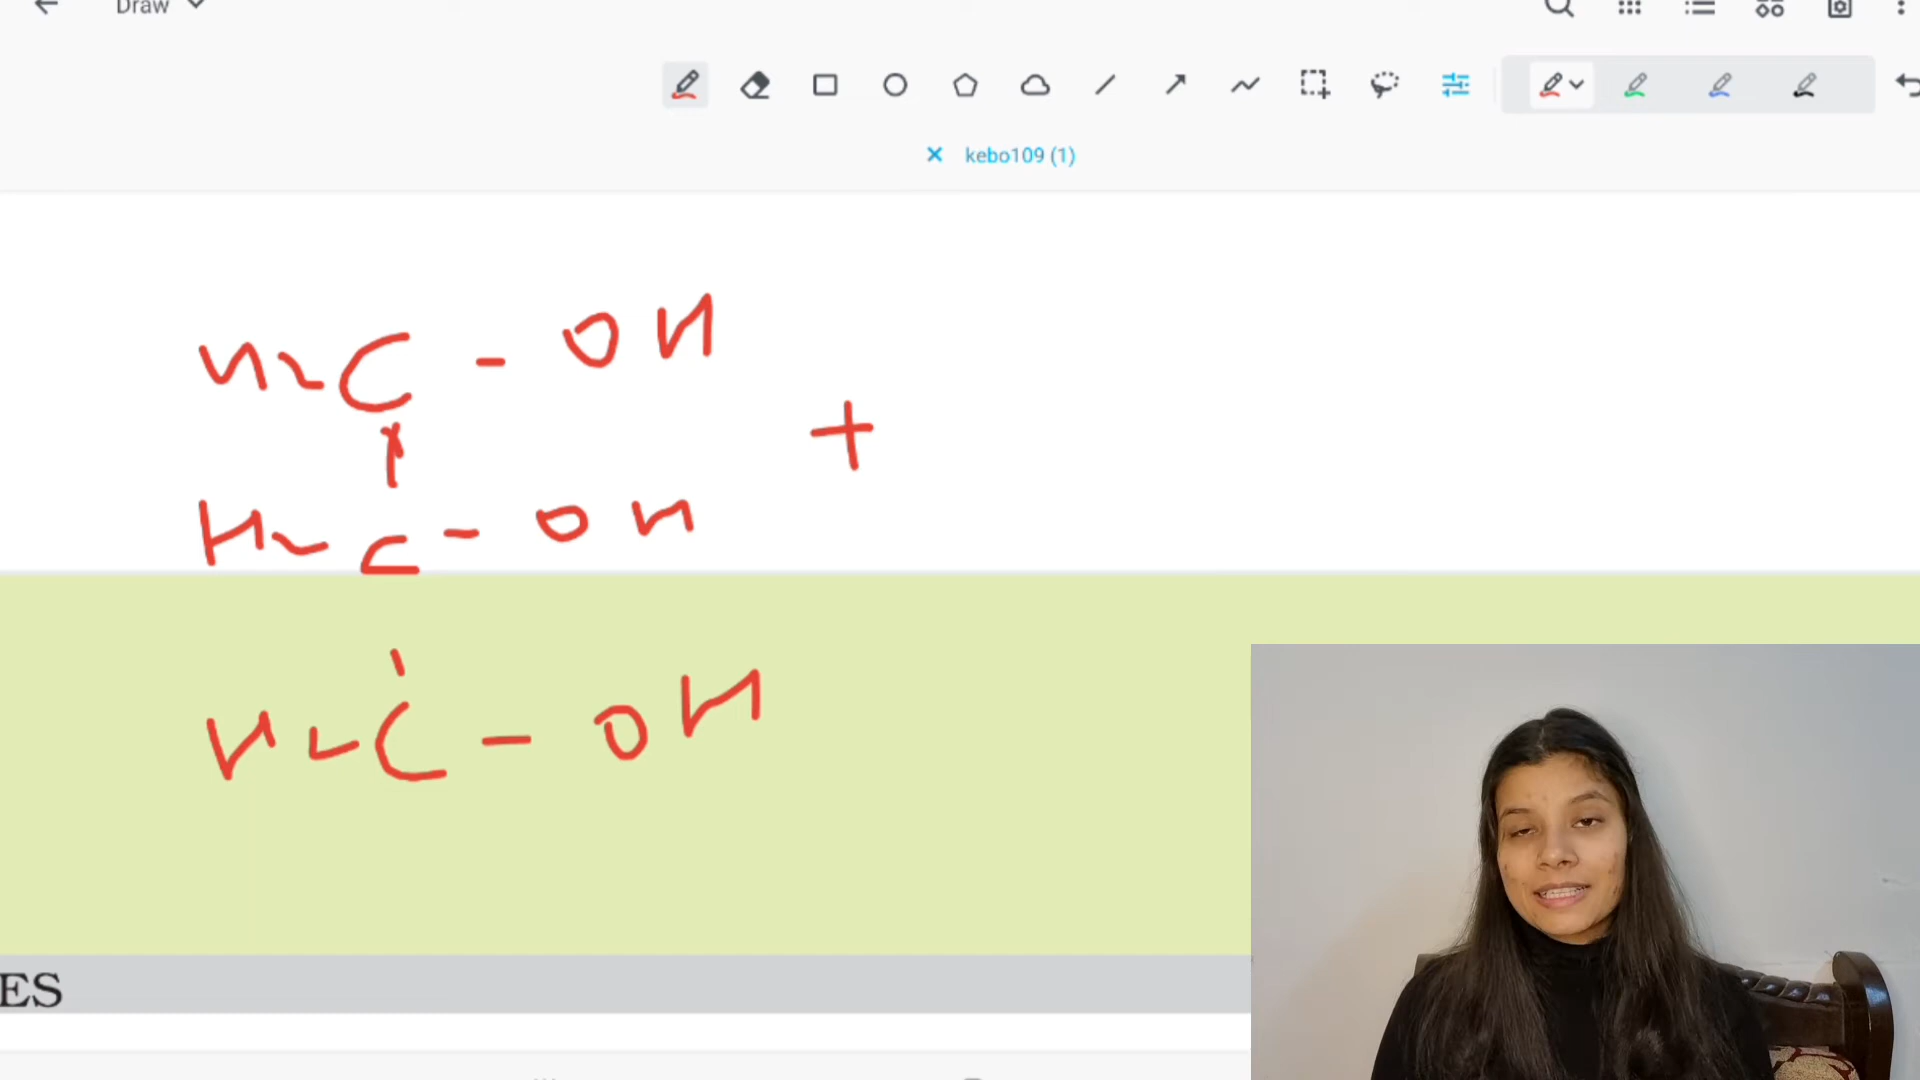 Draw
kebo109 (1)
H2C - OH
+
H2C - OH
H2C - OH
ES